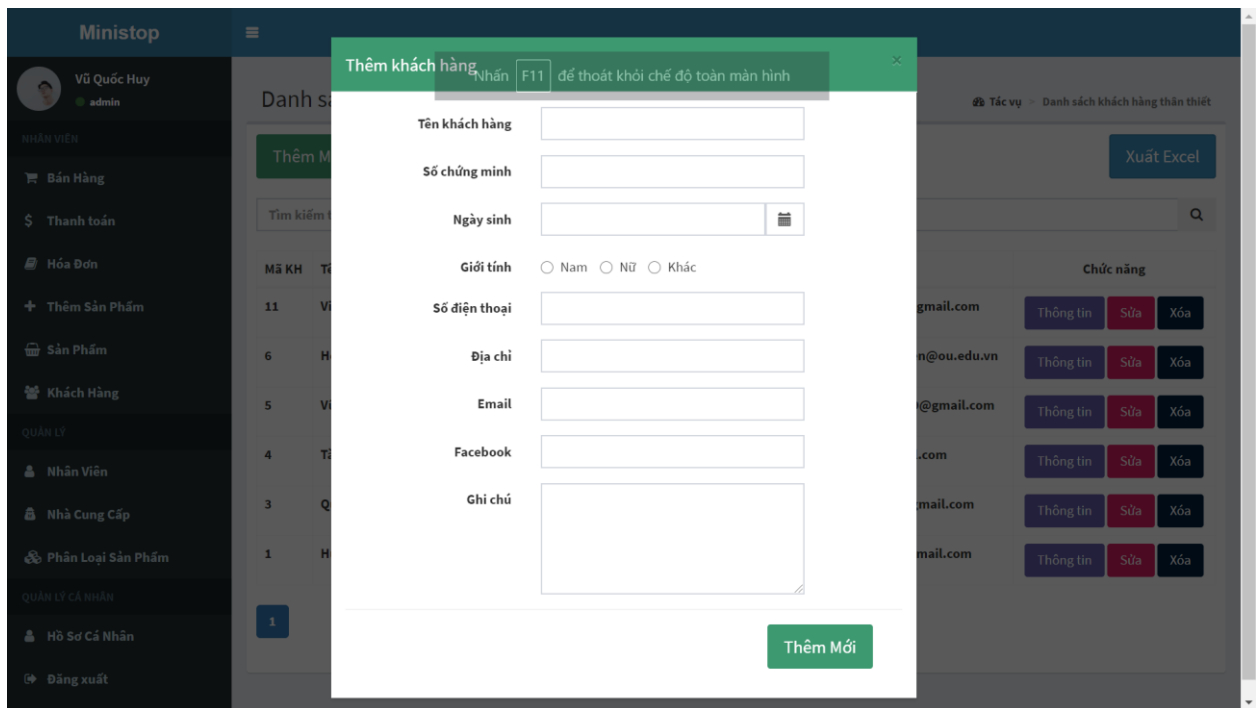 Ministop
Vũ Quốc Huy
admin
NHÂN VIÊN
Bán Hàng
$ Thanh toán
Hóa Đơn
Thêm Sản Phẩm
Sản Phẩm
Khách Hàng
QUẢN LÝ
Nhân Viên
Nhà Cung Cấp
Phân Loại Sản Phẩm
QUẢN LÝ CÁ NHÂN
Hồ Sơ Cá Nhân
Đăng xuất
Danh
Tác vụ > Danh sách khách hàng thân thiết
Thêm
Xuất Excel
Tìm kiếm
Mã KH
Chức năng
11
gmail.com Thông tin Sửa Xóa
6
n@ou.edu.vn Thông tin Sửa Xóa
5
@gmail.com Thông tin Sửa Xóa
4
.com Thông tin Sửa Xóa
3
Thông tin Sửa Xóa
1
Thông tin Sửa Xóa
1
Thêm khách hàng ×
Nhấn F11 để thoát khỏi chế độ toàn màn hình
Tên khách hàng
Số chứng minh
Ngày sinh
Giới tính Nam Nữ Khác
Số điện thoại
Địa chỉ
Email
Facebook
Ghi chú
Thêm Mới